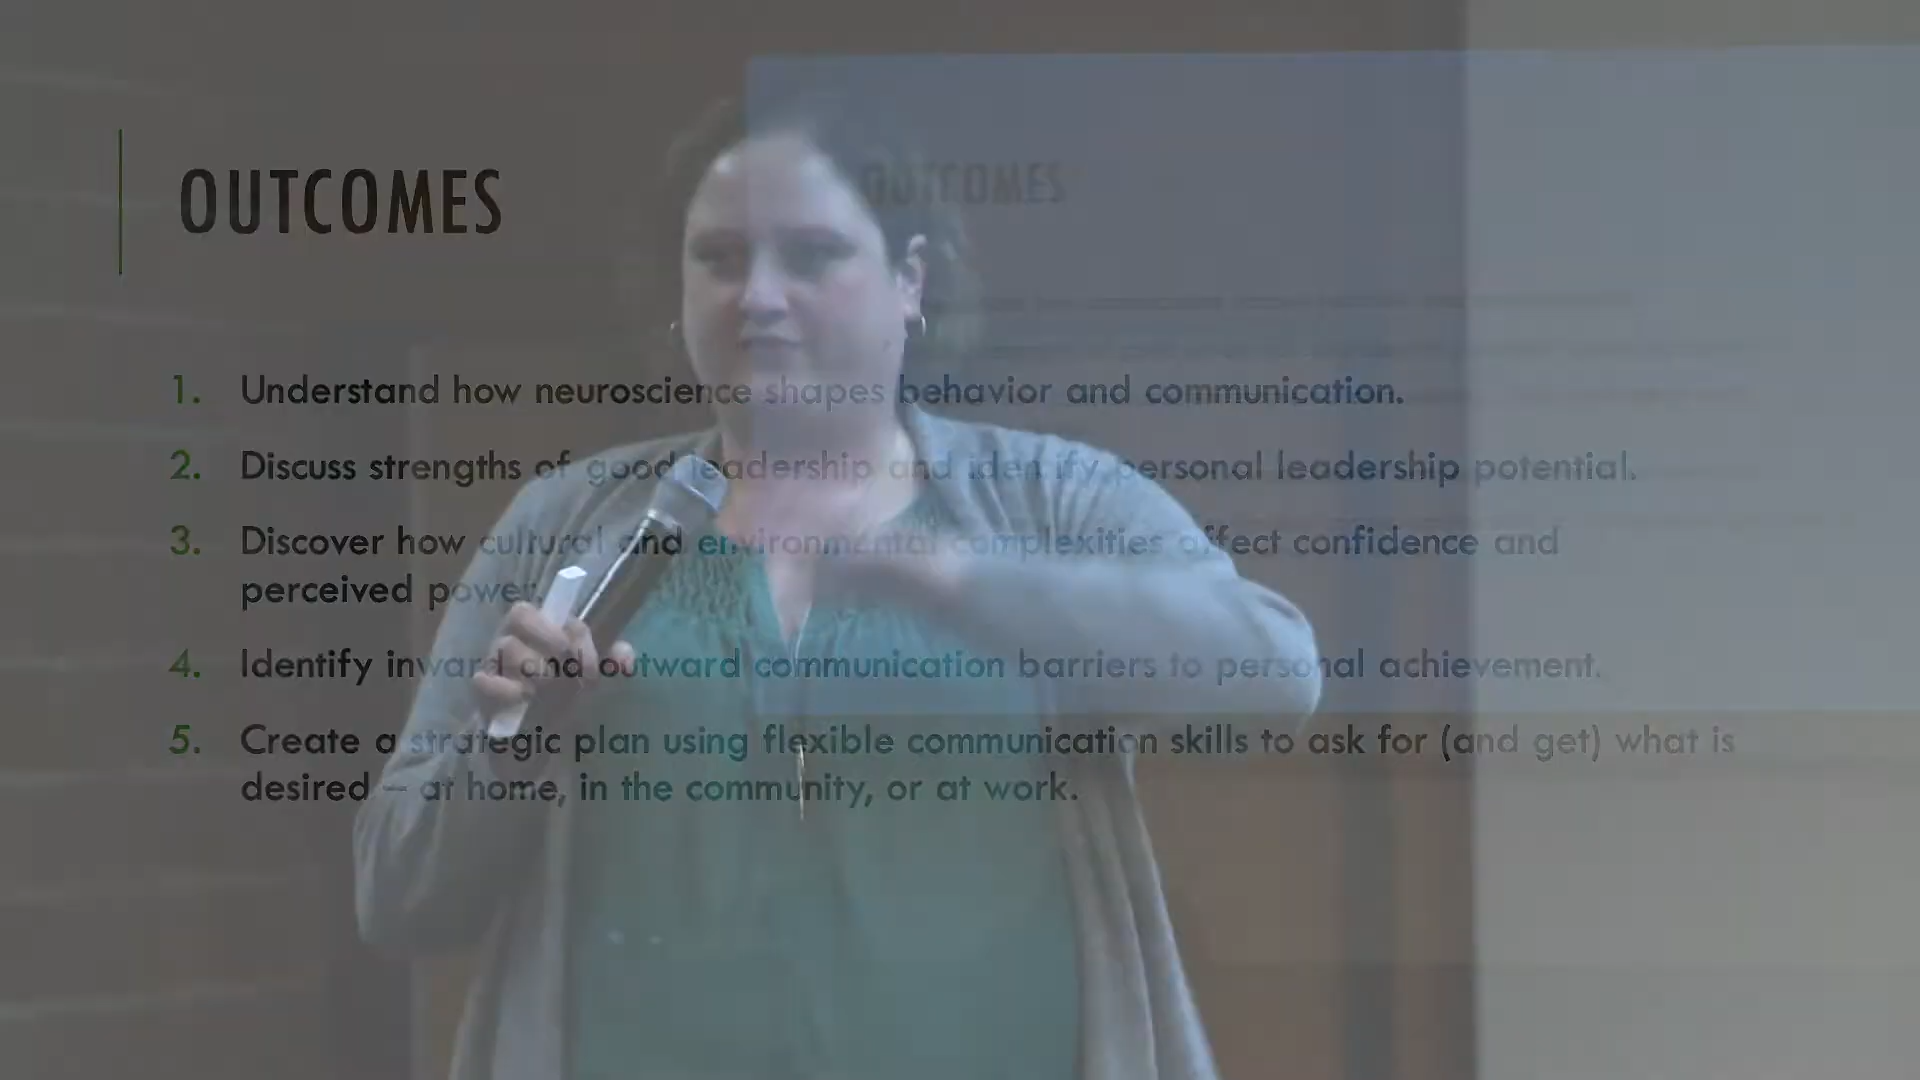 OUTCOMES
OUTCOMES
1. Understand how neuroscience shapes behavior and communication.
2. Discuss strengths of good leadership and identify personal leadership potential.
3. Discover how cultural and environmental complexities affect confidence and
perceived power.
4. Identify inward and outward communication barriers to personal achievement.
5. Create a strategic plan using flexible communication skills to ask for (and get) what is
desired – at home, in the community, or at work.